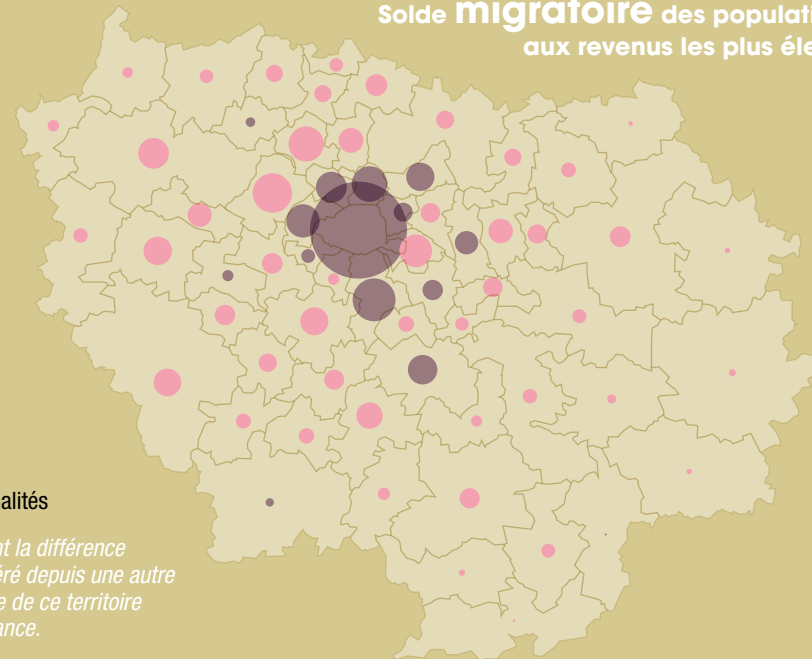 Solde migratoire des populati
aux revenus les plus éle
alités
nt la différence
éré depuis une autre
e de ce territoire
ance.